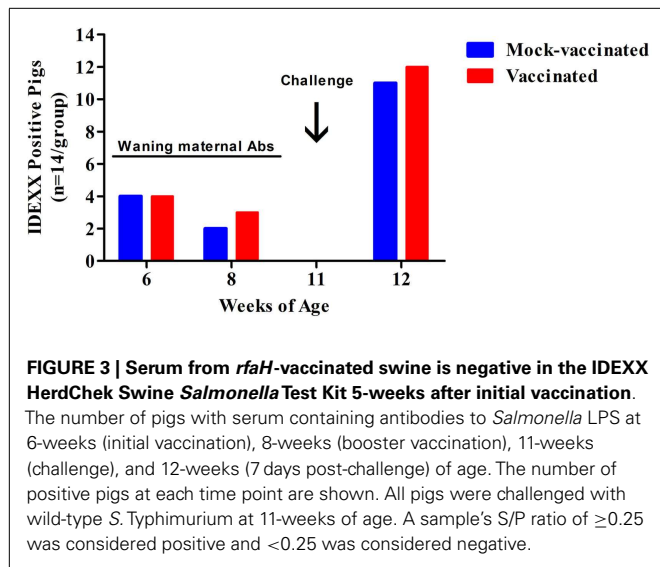 Mock-vaccinated
Vaccinated
IDEXX Positive Pigs
(n=14/group)
14
12
10
8
6
4
2
0
Challenge
Waning maternal Abs
6
8
11
12
Weeks of Age
FIGURE 3 | Serum from rfaH-vaccinated swine is negative in the IDEXX
HerdChek Swine Salmonella Test Kit 5-weeks after initial vaccination.
The number of pigs with serum containing antibodies to Salmonella LPS at
6-weeks (initial vaccination), 8-weeks (booster vaccination), 11-weeks
(challenge), and 12-weeks (7 days post-challenge) of age. The number of
positive pigs at each time point are shown. All pigs were challenged with
wild-type S. Typhimurium at 11-weeks of age. A sample's S/P ratio of ≥0.25
was considered positive and <0.25 was considered negative.